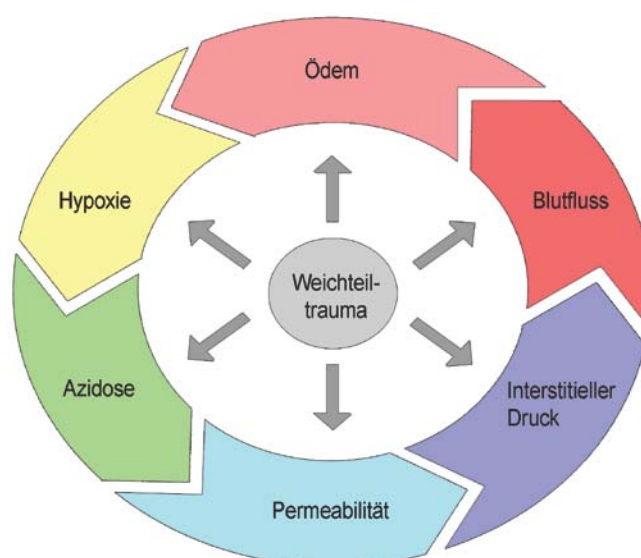 Ödem
Hypoxie
Blutfluss
Weichteil-
trauma
Azidose
Interstitieller
Druck
Permeabilität